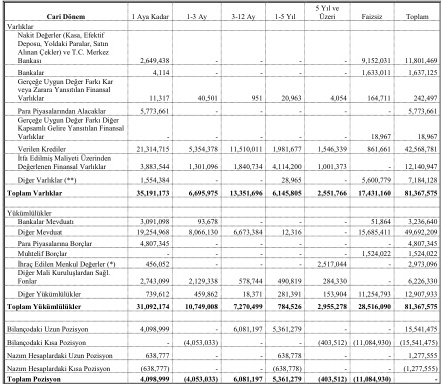 Cari Dönem 1 Aya Kadar 1-3 Ay 3-12 Ay 1-5 Yıl 5 Yıl ve Üzeri Faizsiz Toplam
Varlıklar
Nakit Değerler (Kasa, Efektif
Deposu, Yoldaki Paralar, Satın
Alınan Çekler) ve T.C. Merkez
Bankası 2,649,438 - - - - 9,152,031 11,801,469
Bankalar 4,114 - - - - 1,633,011 1,637,125
Gerçeğe Uygun Değer Farkı Kar
veya Zarara Yansıtılan Finansal
Varlıklar 11,317 40,501 951 20,963 4,054 164,711 242,497
Para Piyasalarından Alacaklar 5,773,661 - - - - - 5,773,661
Gerçeğe Uygun Değer Farkı Diğer
Kapsamlı Gelire Yansıtılan Finansal
Varlıklar - - - - - 18,967 18,967
Verilen Krediler 21,314,715 5,354,378 11,510,011 1,981,677 1,546,339 861,661 42,568,781
İtfa Edilmiş Maliyeti Üzerinden
Değerlenen Finansal Varlıklar 3,883,544 1,301,096 1,840,734 4,114,200 1,001,373 - 12,140,947
Diğer Varlıklar (**) 1,554,384 - - 28,965 - 5,600,779 7,184,128
Toplam Varlıklar 35,191,173 6,695,975 13,351,696 6,145,805 2,551,766 17,431,160 81,367,575
Yükümlülükler
Bankalar Mevduatı 3,091,098 93,678 - - - 51,864 3,236,640
Diğer Mevduat 19,254,968 8,066,130 6,673,384 12,316 - 15,685,411 49,692,209
Para Piyasalarına Borçlar 4,807,345 - - - - - 4,807,345
Muhtelif Borçlar - - - - - 1,524,022 1,524,022
İhraç Edilen Menkul Değerler (*) 456,052 - - - 2,517,044 - 2,973,096
Diğer Mali Kuruluşlardan Sağl.
Fonlar 2,743,099 2,129,338 578,744 490,819 284,330 - 6,226,330
Diğer Yükümlülükler 739,612 459,862 18,371 281,391 153,904 11,254,793 12,907,933
Toplam Yükümlülükler 31,092,174 10,749,008 7,270,499 784,526 2,955,278 28,516,090 81,367,575
Bilançodaki Uzun Pozisyon 4,098,999 - 6,081,197 5,361,279 - - 15,541,475
Bilançodaki Kısa Pozisyon - (4,053,033) - - (403,512) (11,084,930) (15,541,475)
Nazım Hesaplardaki Uzun Pozisyon 638,777 - - 638,778 - - 1,277,555
Nazım Hesaplardaki Kısa Pozisyon (638,777) - - (638,778) - - (1,277,555)
Toplam Pozisyon 4,098,999 (4,053,033) 6,081,197 5,361,279 (403,512) (11,084,930) -